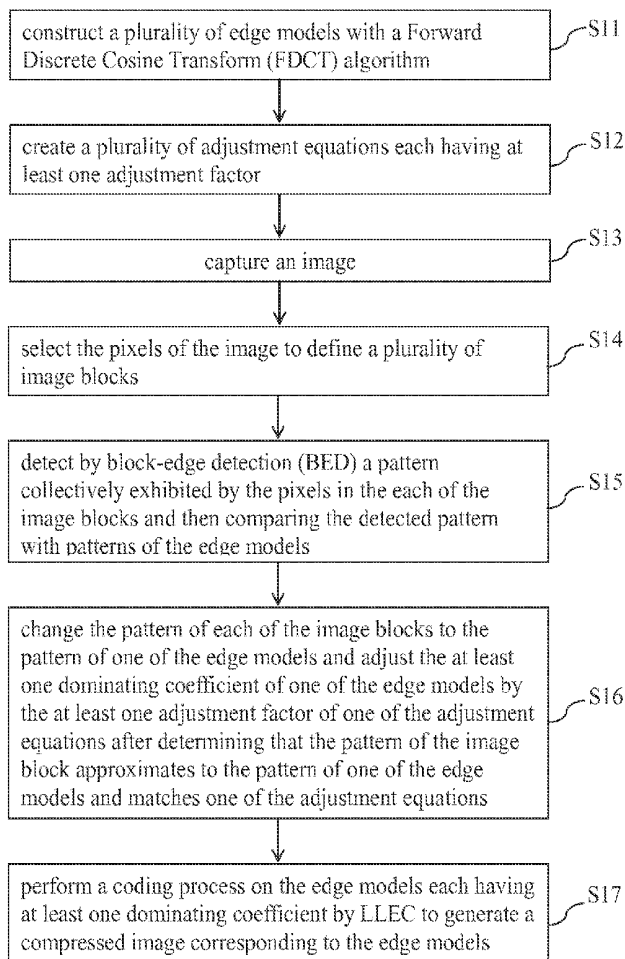 construct a plurality of edge models with a Forward
Discrete Cosine Transform (FDCT) algorithm
S11
create a plurality of adjustment equations each having at
least one adjustment factor
S12
capture an image
S13
select the pixels of the image to define a plurality of
image blocks
S14
detect by block-edge detection (BED) a pattern
collectively exhibited by the pixels in the each of the
image blocks and then comparing the detected pattern
with patterns of the edge models
S15
change the pattern of each of the image blocks to the
pattern of one of the edge models and adjust the at least
one dominating coefficient of one of the edge models by
the at least one adjustment factor of one of the adjustment
equations after determining that the pattern of the image
block approximates to the pattern of one of the edge
models and matches one of the adjustment equations
S16
perform a coding process on the edge models each having
at least one dominating coefficient by LLEC to generate a
compressed image corresponding to the edge models
S17